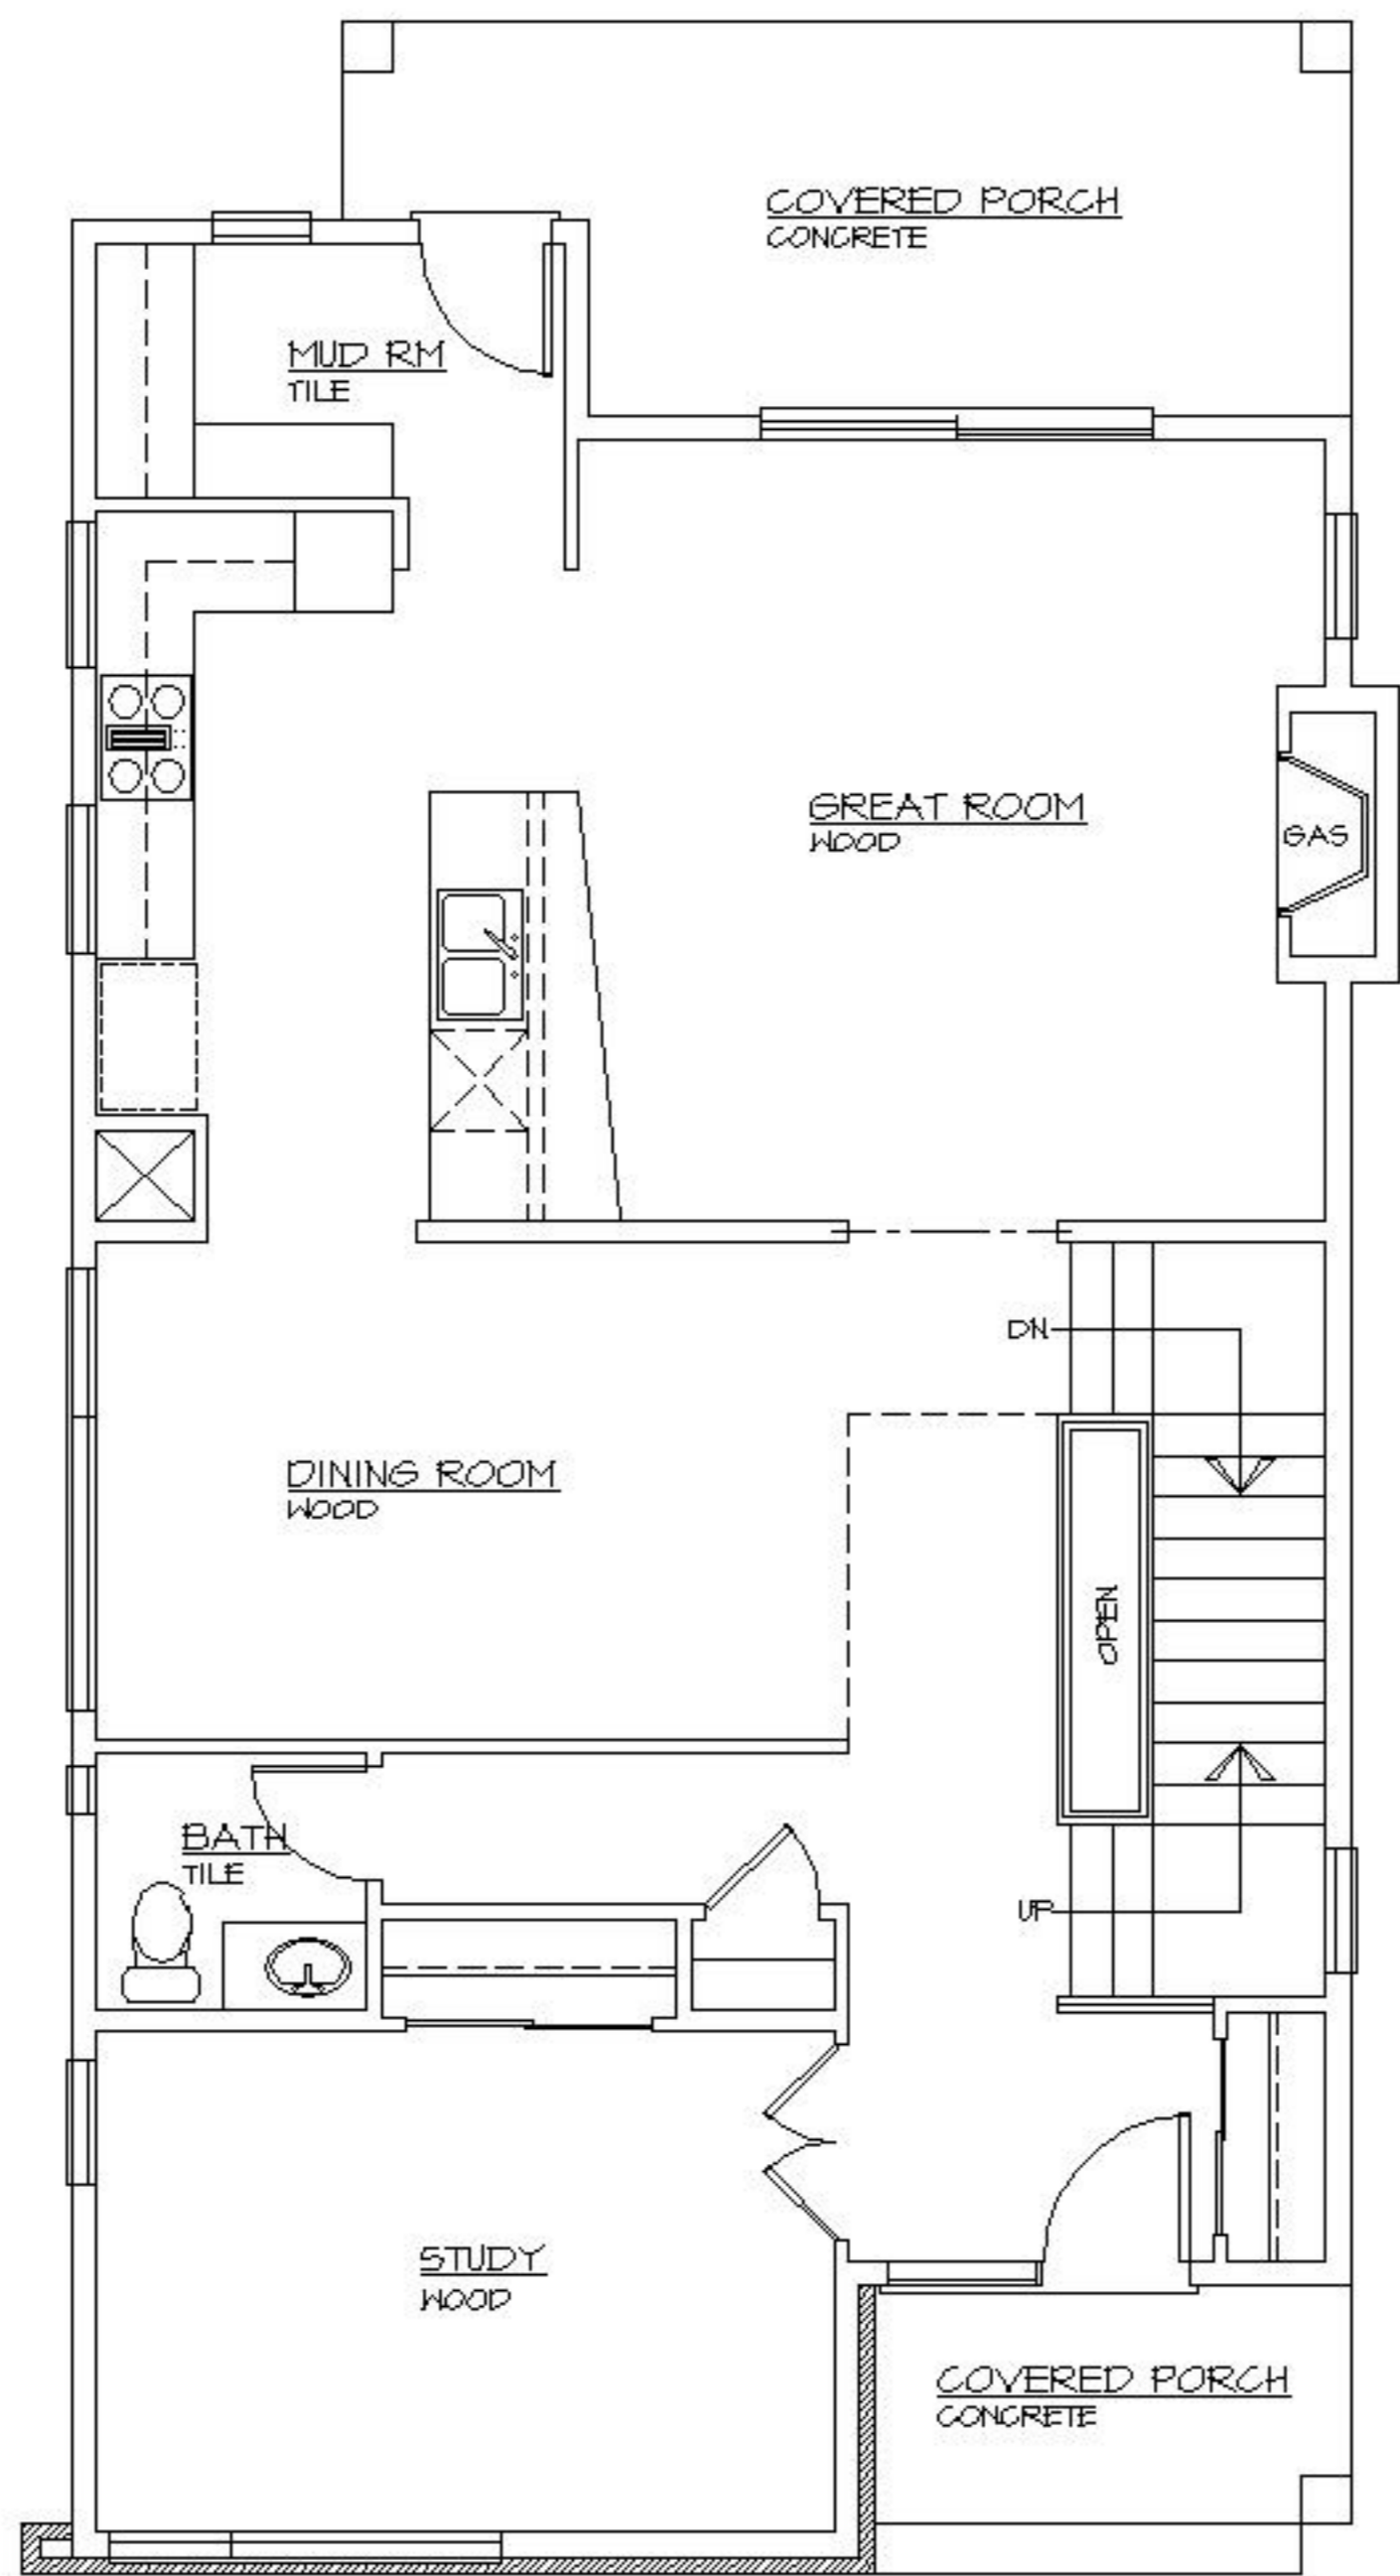 COVERED PORCH
CONCRETE
MUD RM
TILE
GREAT ROOM
WOOD
GAS
DN
DINING ROOM
WOOD
OPEN
BATH
TILE
UP
STUDY
WOOD
COVERED PORCH
CONCRETE